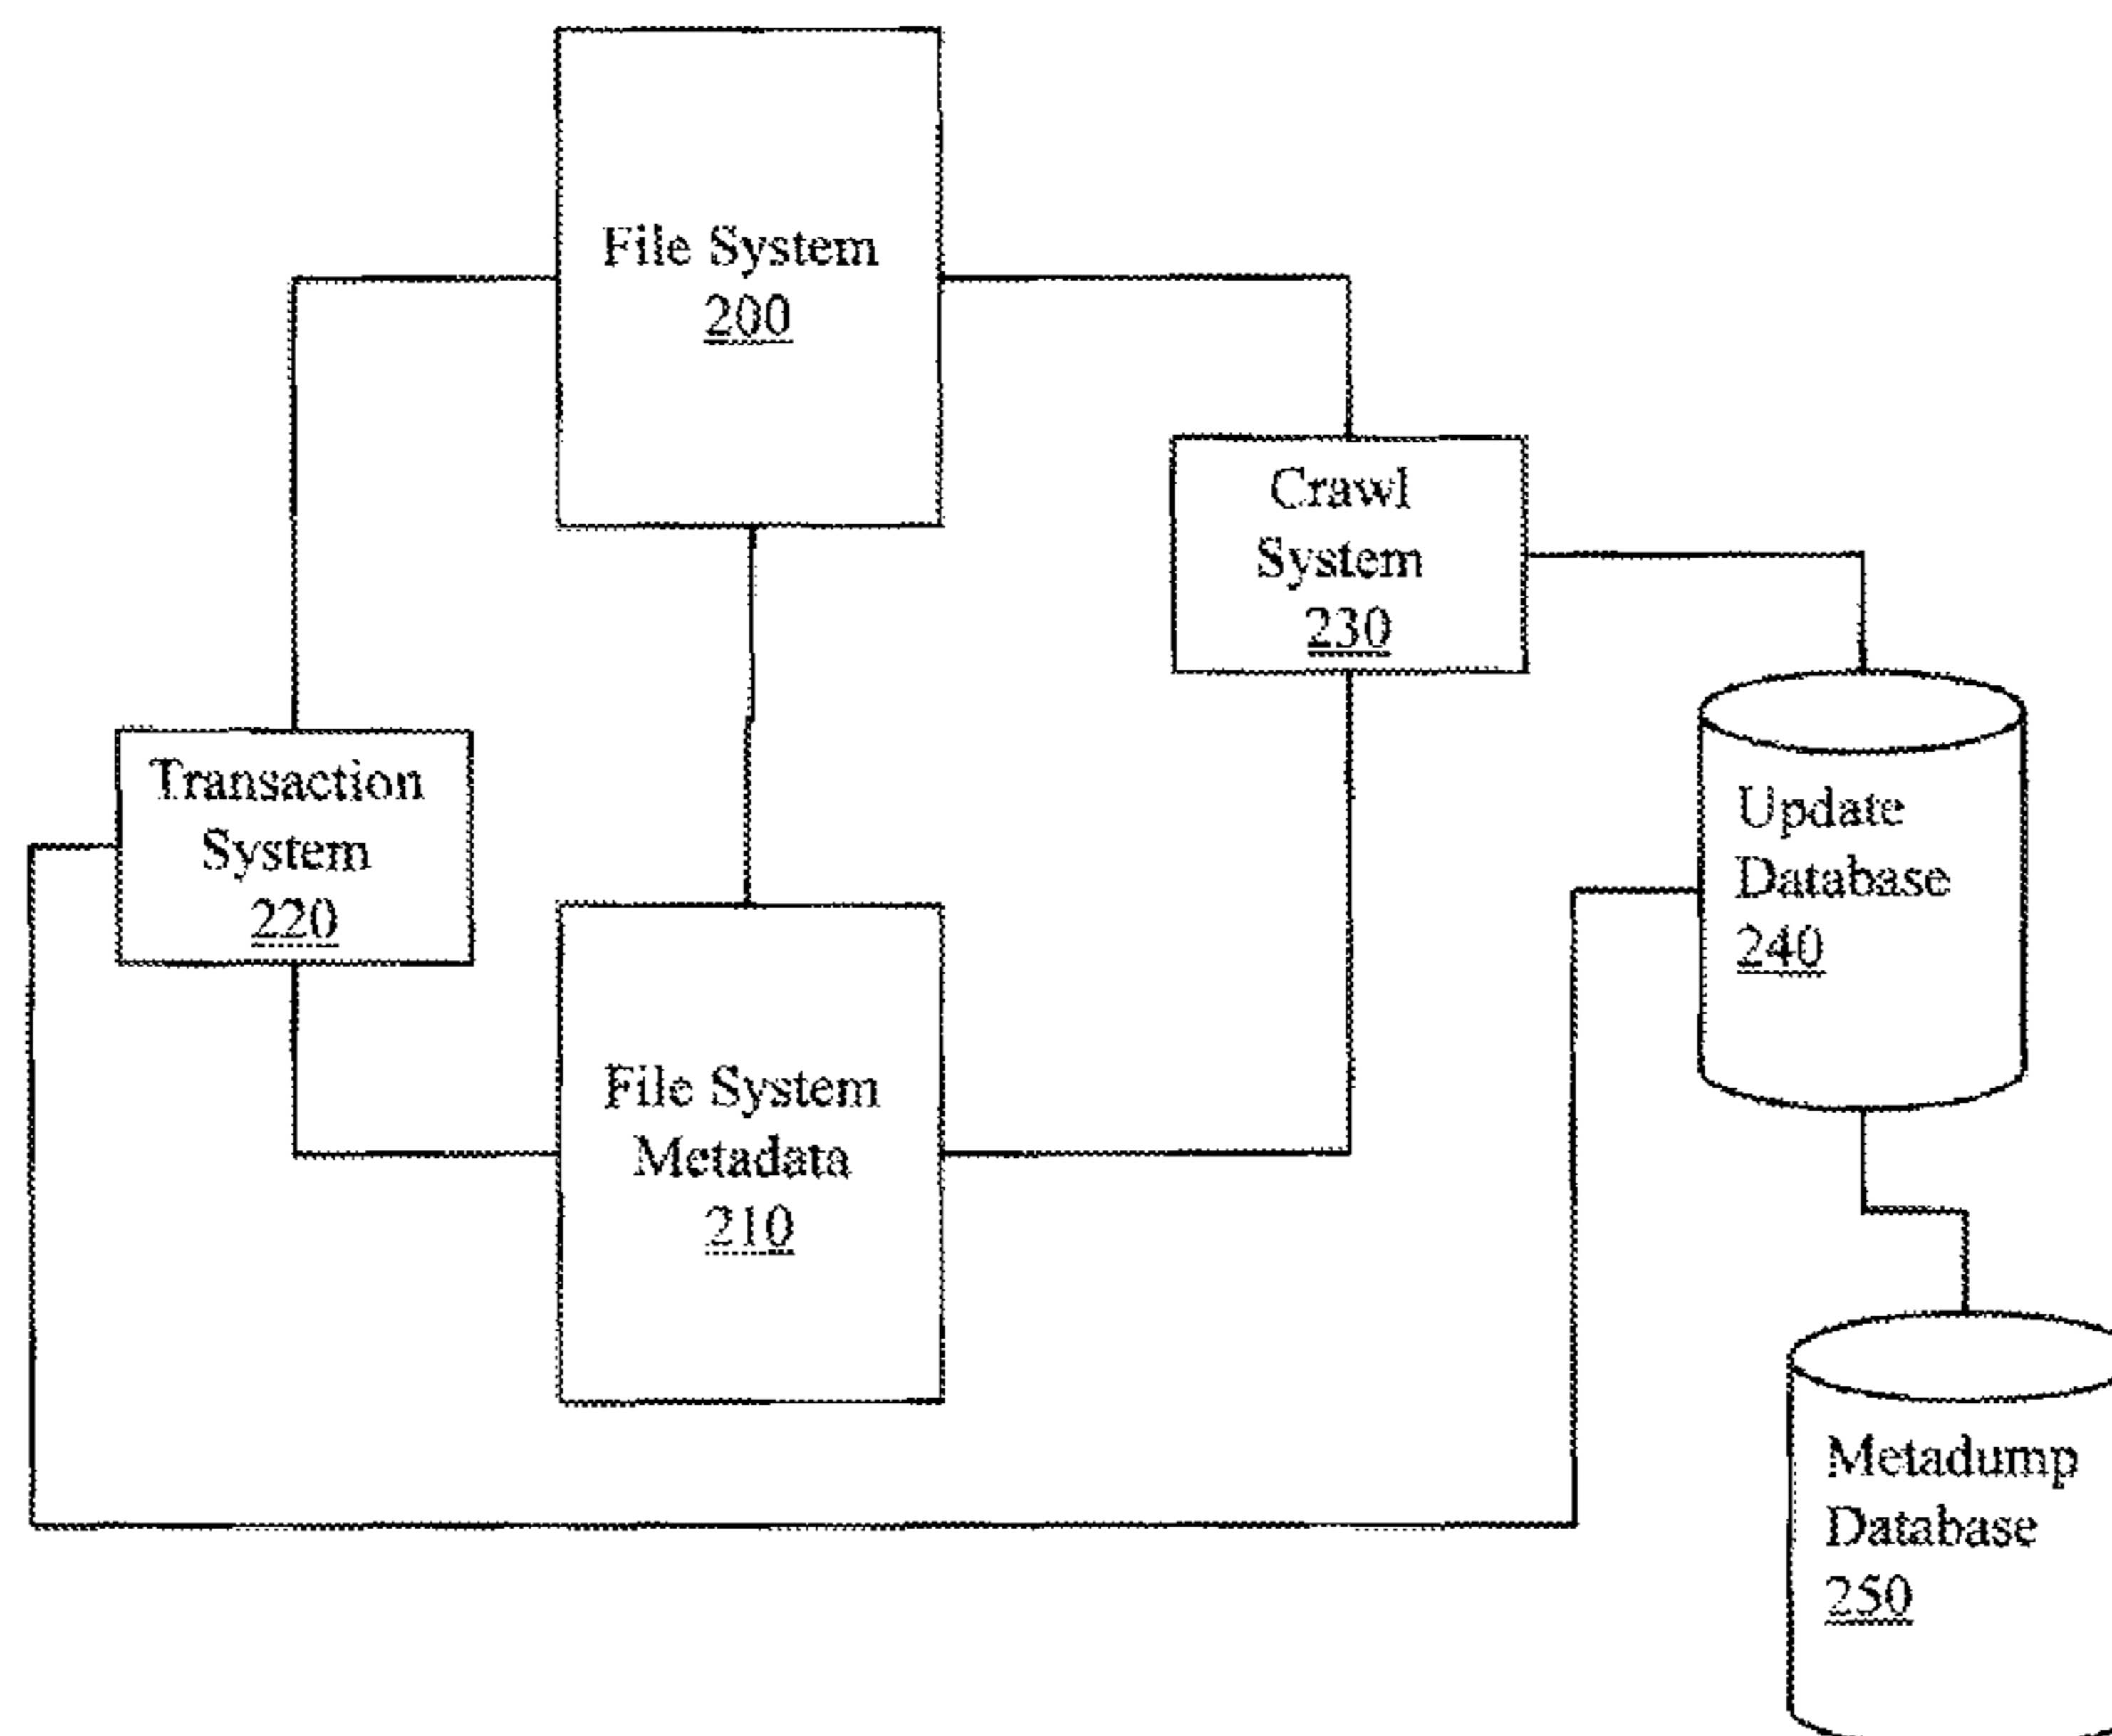 File System
200
Crawl
System
230
Transaction
System
220
Update
Database
240
File System
Metadata
210
Metadump
Database
250